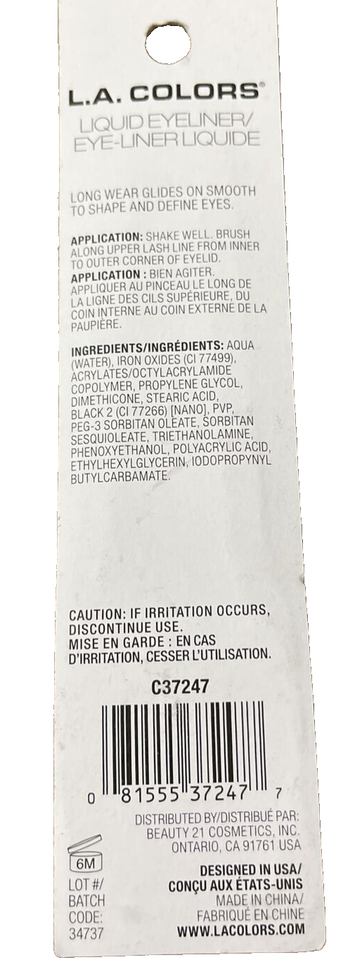 L.A. COLORS®
LIQUID EYELINER/
EYE-LINER LIQUIDE
LONG WEAR GLIDES ON SMOOTH
TO SHAPE AND DEFINE EYES.
APPLICATION: SHAKE WELL. BRUSH
ALONG UPPER LASH LINE FROM INNER
TO OUTER CORNER OF EYELID.
APPLICATION : BIEN AGITER.
APPLIQUER AU PINCEAU LE LONG DE
LA LIGNE DES CILS SUPÉRIEURE, DU
COIN INTERNE AU COIN EXTERNE DE LA
PAUPIÈRE.
INGREDIENTS/INGRÉDIENTS: AQUA
(WATER), IRON OXIDES (CI 77499),
ACRYLATES/OCTYLACRYLAMIDE
COPOLYMER, PROPYLENE GLYCOL,
DIMETHICONE, STEARIC ACID,
BLACK 2 (CI 77266) [NANO], PVP,
PEG-3 SORBITAN OLEATE, SORBITAN
SESQUIOLEATE, TRIETHANOLAMINE,
PHENOXYETHANOL, POLYACRYLIC ACID,
ETHYLHEXYLGLYCERIN, IODOPROPYNYL
BUTYLCARBAMATE.
CAUTION: IF IRRITATION OCCURS,
DISCONTINUE USE.
MISE EN GARDE : EN CAS
D'IRRITATION, CESSER L'UTILISATION.
C37247
0 81555 37247 7
DISTRIBUTED BY/DISTRIBUÉ PAR:
BEAUTY 21 COSMETICS, INC.
ONTARIO, CA 91761 USA
6M
LOT #/
BATCH
CODE:
34737
DESIGNED IN USA/
CONÇU AUX ÉTATS-UNIS
MADE IN CHINA/
FABRIQUÉ EN CHINE
WWW.LACOLORS.COM